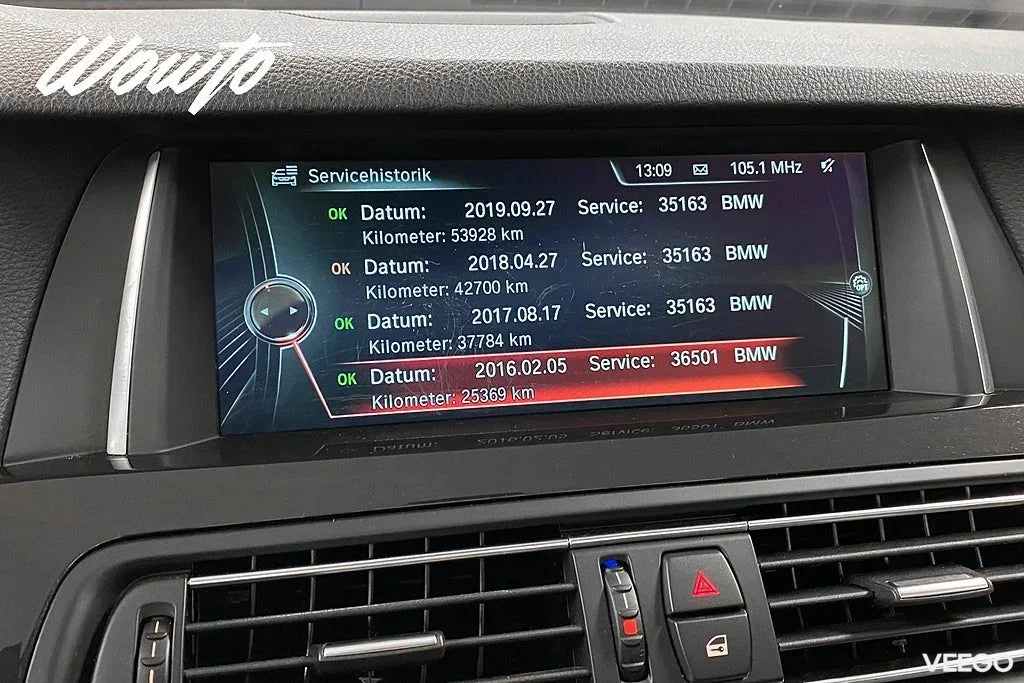 Wowto
Servicehistorik
13:09 105.1 MHz
OK Datum: 2019.09.27 Service: 35163 BMW
Kilometer: 53928 km
OK Datum: 2018.04.27 Service: 35163 BMW
Kilometer: 42700 km
OK Datum: 2017.08.17 Service: 35163 BMW
Kilometer: 37784 km
OK Datum: 2016.02.05 Service: 36501 BMW
Kilometer: 25369 km
OFF
VEEGO